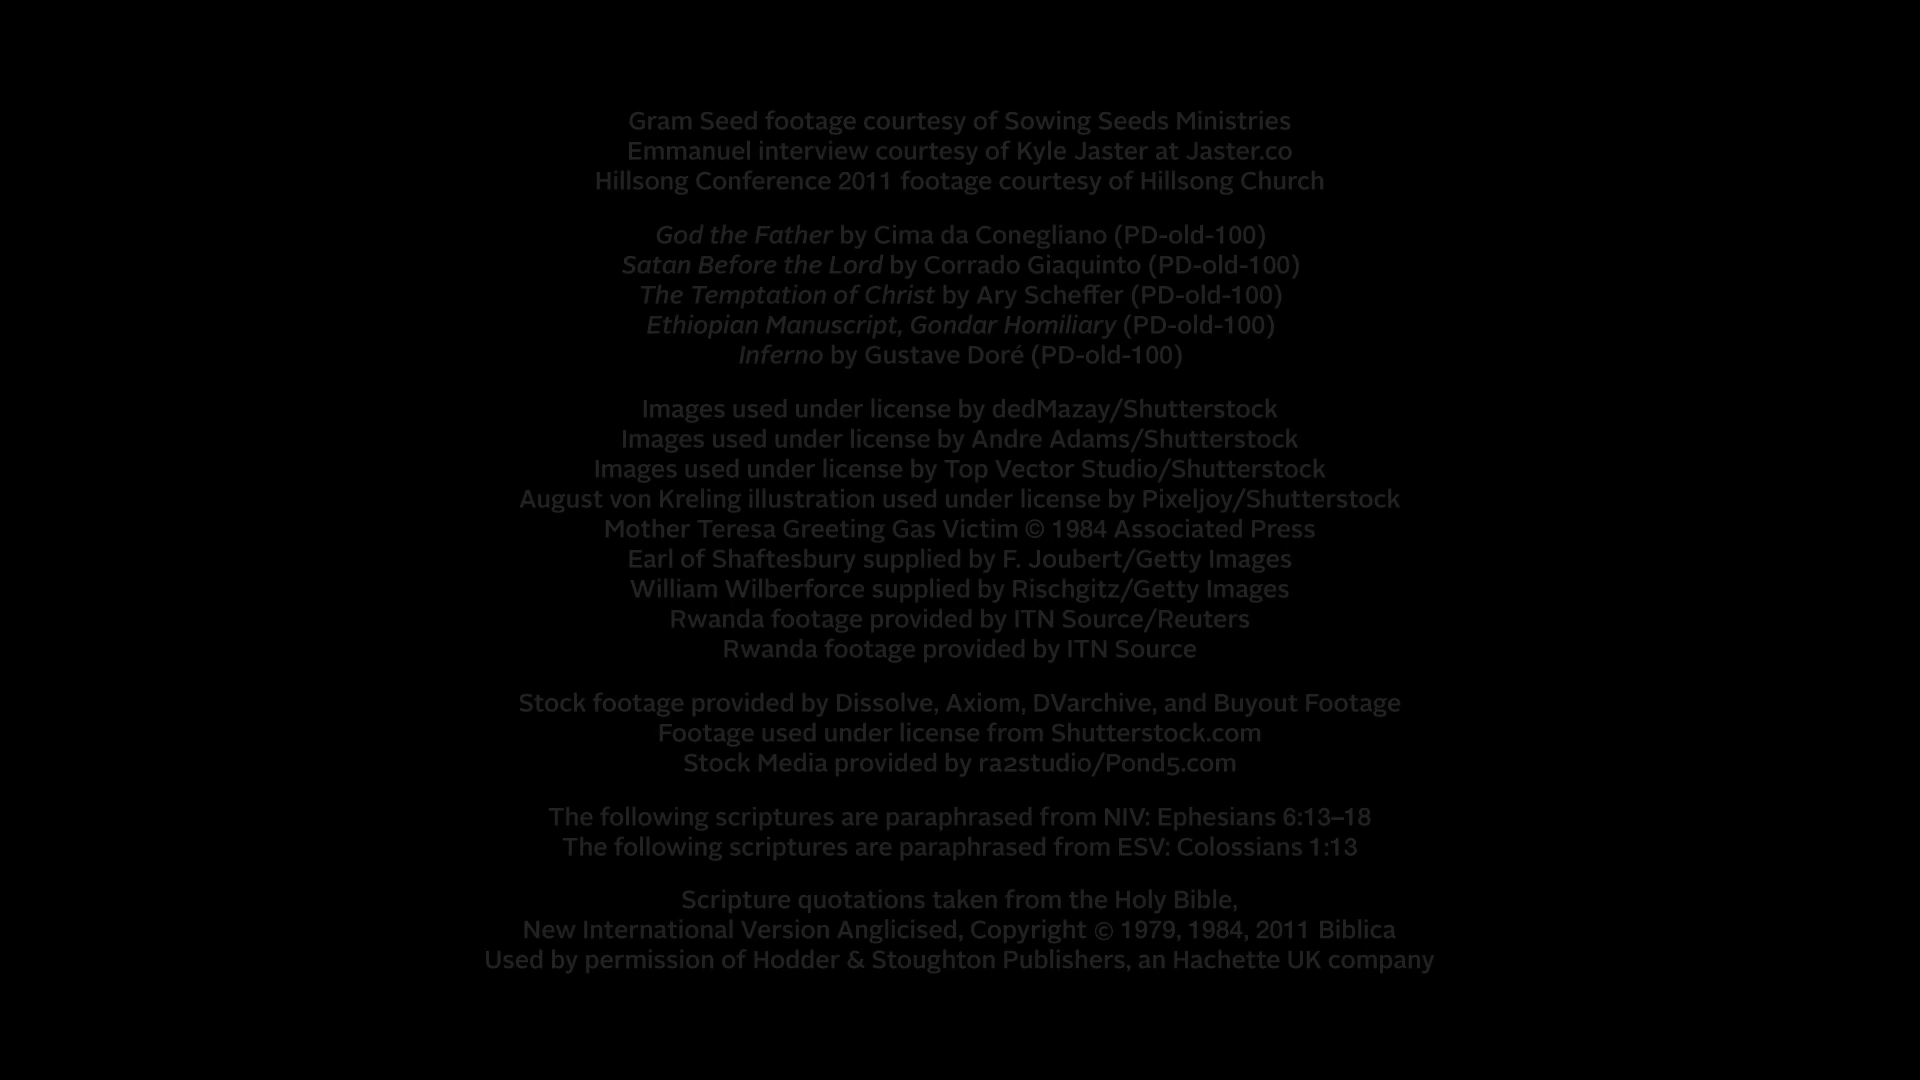 Gram Seed footage courtesy of Sowing Seeds Ministries
Emmanuel interview courtesy of Kyle Jaster at Jaster.co
Hillsong Conference 2011 footage courtesy of Hillsong Church
God the Father by Cima da Conegliano (PD-old-100)
Satan Before the Lord by Corrado Giaquinto (PD-old-100)
The Temptation of Christ by Ary Scheffer (PD-old-100)
Ethiopian Manuscript, Gondar Homiliary (PD-old-100)
Inferno by Gustave Doré (PD-old-100)
Images used under license by dedMazay/Shutterstock
Images used under license by Andre Adams/Shutterstock
Images used under license by Top Vector Studio/Shutterstock
August von Kreling illustration used under license by Pixeljoy/Shutterstock
Mother Teresa Greeting Gas Victim © 1984 Associated Press
Earl of Shaftesbury supplied by F. Joubert/Getty Images
William Wilberforce supplied by Rischgitz/Getty Images
Rwanda footage provided by ITN Source/Reuters
Rwanda footage provided by ITN Source
Stock footage provided by Dissolve, Axiom, DVarchive, and Buyout Footage
Footage used under license from Shutterstock.com
Stock Media provided by ra2studio/Pond5.com
The following scriptures are paraphrased from NIV: Ephesians 6:13–18
The following scriptures are paraphrased from ESV: Colossians 1:13
Scripture quotations taken from the Holy Bible,
New International Version Anglicised, Copyright © 1979, 1984, 2011 Biblica
Used by permission of Hodder & Stoughton Publishers, an Hachette UK company